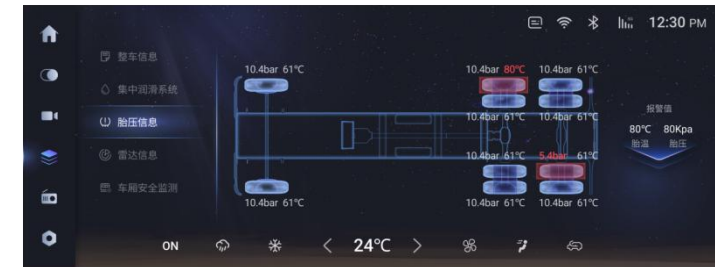 12:30 PM
整车信息
集中润滑系统
胎压信息
雷达信息
车厢安全监测
10.4bar 61℃
10.4bar 80℃ 10.4bar 61℃
10.4bar 61℃ 10.4bar 61℃
10.4bar 61℃ 5.4bar 61℃
10.4bar 61℃
10.4bar 61℃ 10.4bar 61℃
报警值
80℃ 80Kpa
胎温 胎压
ON
24℃